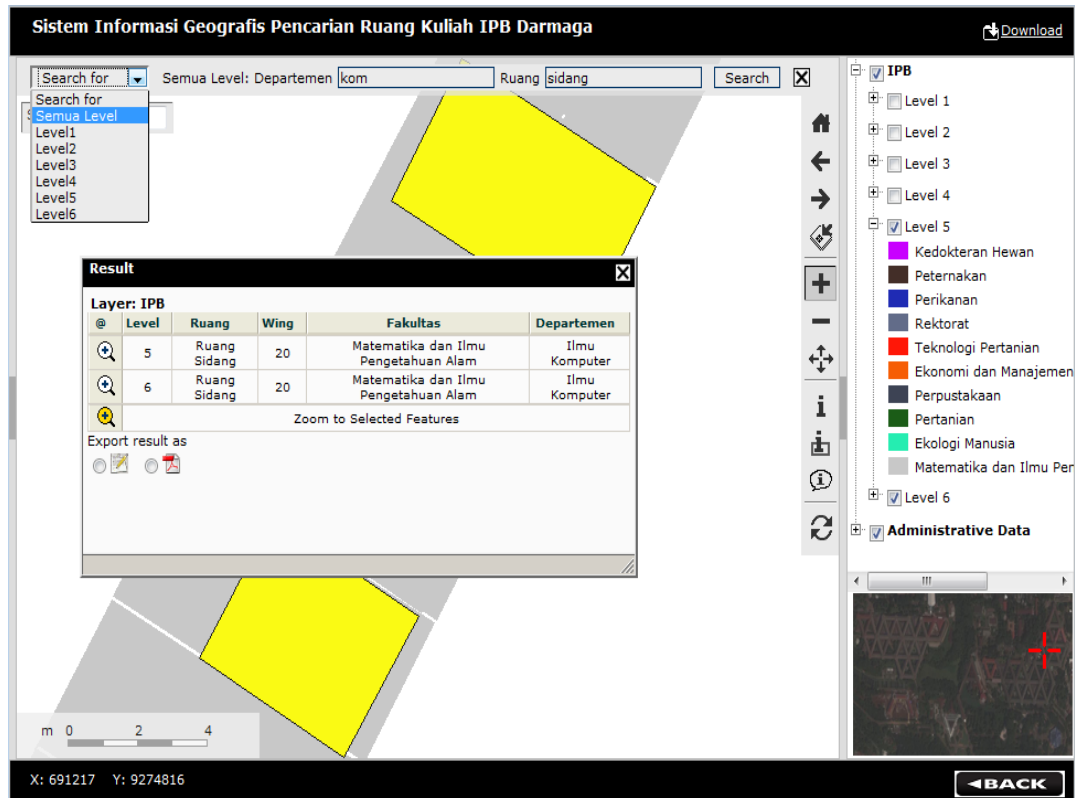 Sistem Informasi Geografis Pencarian Ruang Kuliah IPB Darmaga
Download
Search for Semua Level: Departemen kom Ruang sidang Search
Search for
Semua Level
Level1
Level2
Level3
Level4
Level5
Level6
Result
Layer: IPB
@ Level Ruang Wing Fakultas Departemen
5 Ruang Sidang 20 Matematika dan Ilmu Pengetahuan Alam Ilmu Komputer
6 Ruang Sidang 20 Matematika dan Ilmu Pengetahuan Alam Ilmu Komputer
Zoom to Selected Features
Export result as
IPB
Level 1
Level 2
Level 3
Level 4
Level 5
Kedokteran Hewan
Peternakan
Perikanan
Rektorat
Teknologi Pertanian
Ekonomi dan Manajemen
Perpustakaan
Pertanian
Ekologi Manusia
Matematika dan Ilmu Per
Level 6
Administrative Data
m 0 2 4
X: 691217 Y: 9274816
BACK